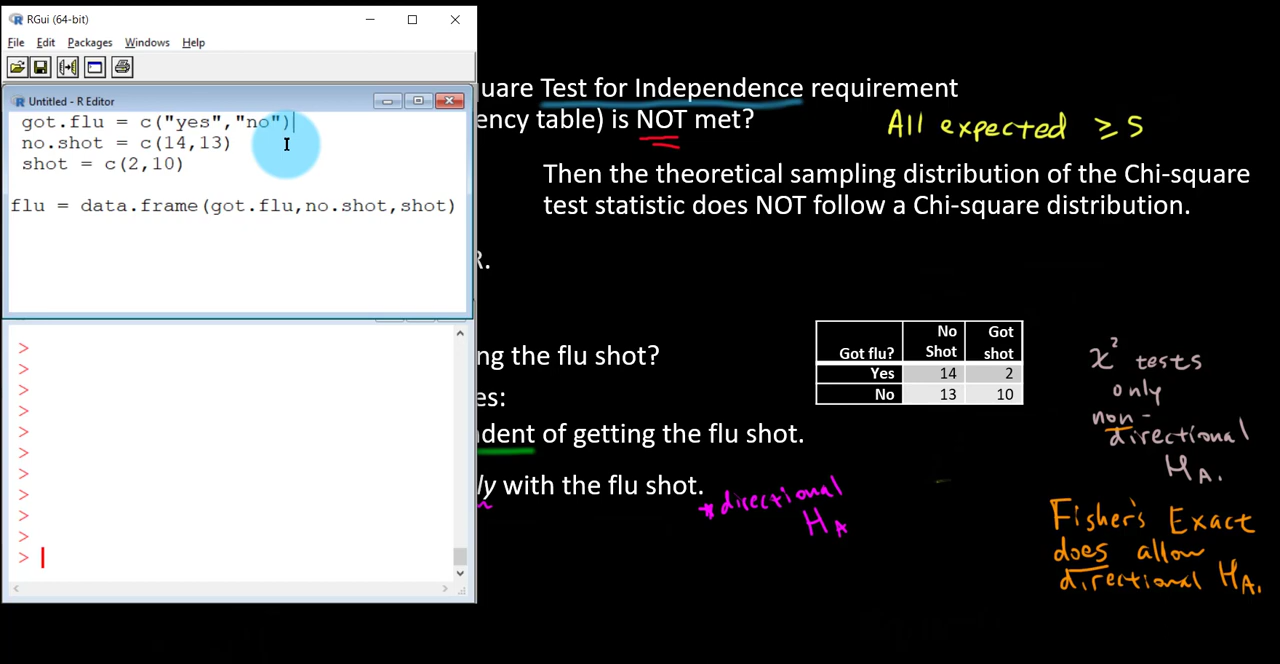 RGui (64-bit)
File Edit Packages Windows Help
Untitled - R Editor
got.flu = c("yes","no")
no.shot = c(14,13)
shot = c(2,10)
flu = data.frame(got.flu,no.shot,shot)
>
>
>
>
>
>
>
>
>
>
>
uare Test for Independence requirement
ency table) is NOT met?
All expected ≥ 5
Then the theoretical sampling distribution of the Chi-square
test statistic does NOT follow a Chi-square distribution.
R.
ng the flu shot?
es:
ndent of getting the flu shot.
ly with the flu shot.
*directional
HA
Got flu? No Shot Got shot
Yes 14 2
No 13 10
χ² tests
only
non-
directional
HA.
Fisher's Exact
does allow
directional HA.